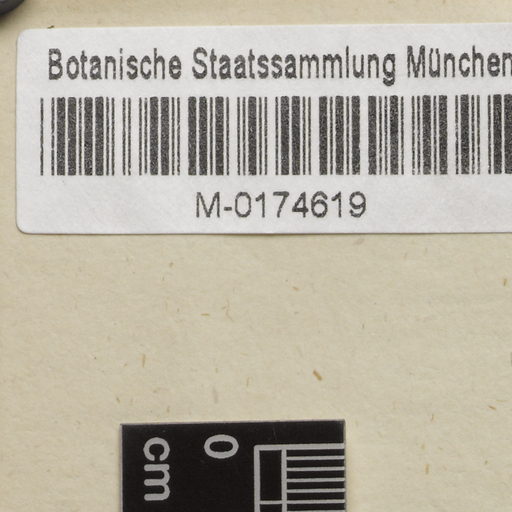 Botanische Staatssammlung München
M-0174619
0
cm